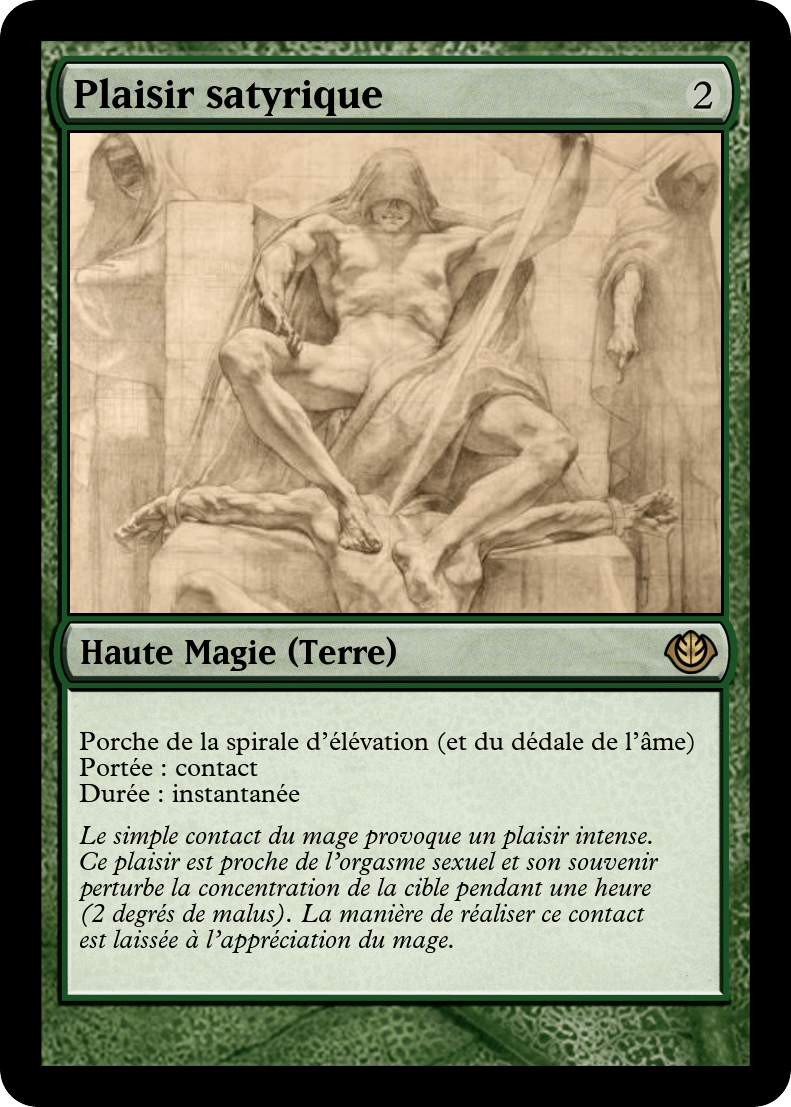 Plaisir satyrique
2
Haute Magie (Terre)
Porche de la spirale d'élévation (et du dédale de l'âme)
Portée : contact
Durée : instantanée
Le simple contact du mage provoque un plaisir intense.
Ce plaisir est proche de l'orgasme sexuel et son souvenir
perturbe la concentration de la cible pendant une heure
(2 degrés de malus). La manière de réaliser ce contact
est laissée à l'appréciation du mage.